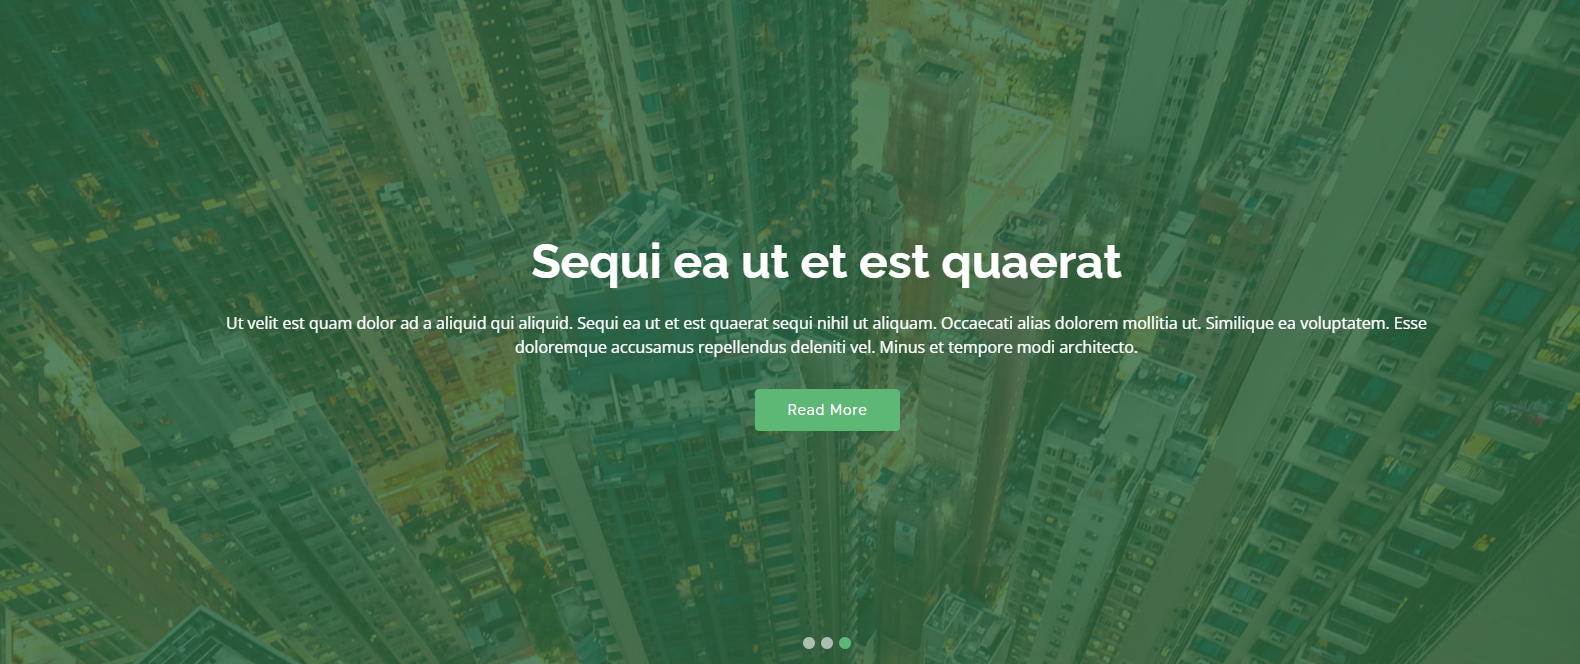 Sequi ea ut et est quaerat
Ut velit est quam dolor ad a aliquid qui aliquid. Sequi ea ut et est quaerat sequi nihil ut aliquam. Occaecati alias dolorem mollitia ut. Similique ea voluptatem. Esse
doloremque accusamus repellendus deleniti vel. Minus et tempore modi architecto.
Read More